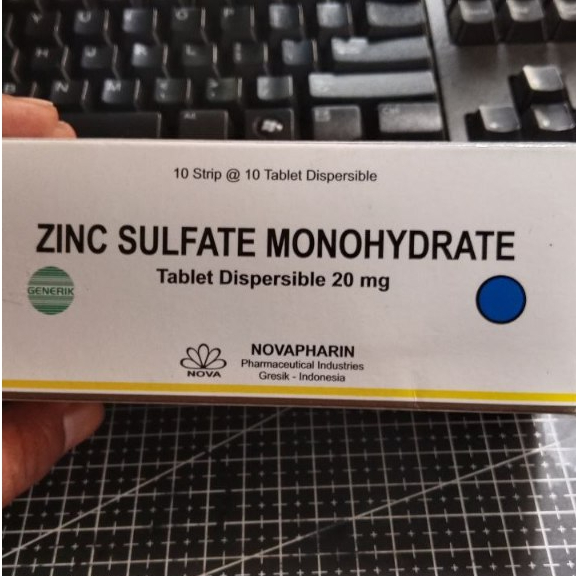 10 Strip @ 10 Tablet Dispersible
ZINC SULFATE MONOHYDRATE
Tablet Dispersible 20 mg
GENERIK
NOVA
NOVAPHARIN
Pharmaceutical Industries
Gresik - Indonesia